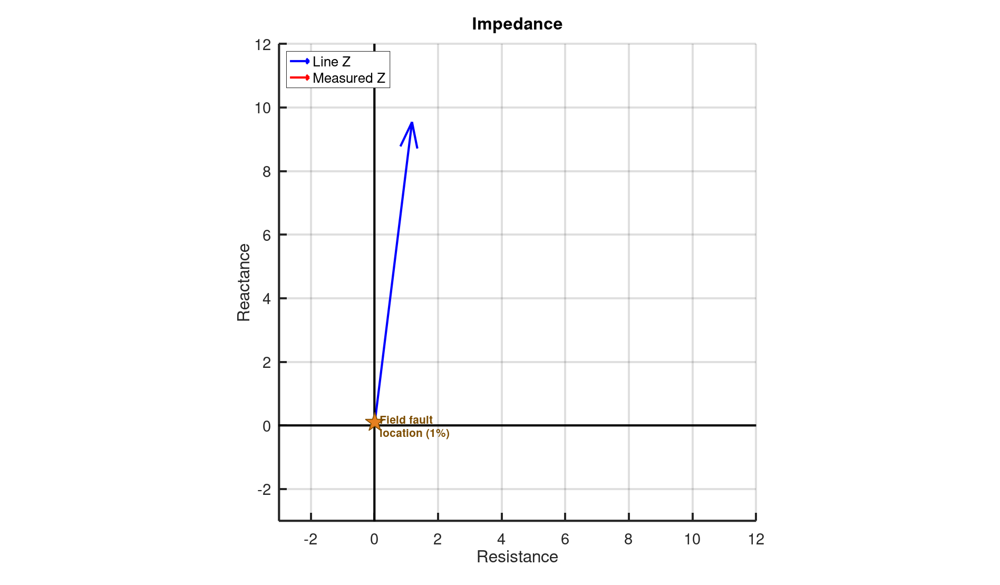 Impedance
12
Line Z
Measured Z
10
8
6
4
2
0
-2
Reactance
Field fault
location (1%)
-2
0
2
4
6
8
10
12
Resistance